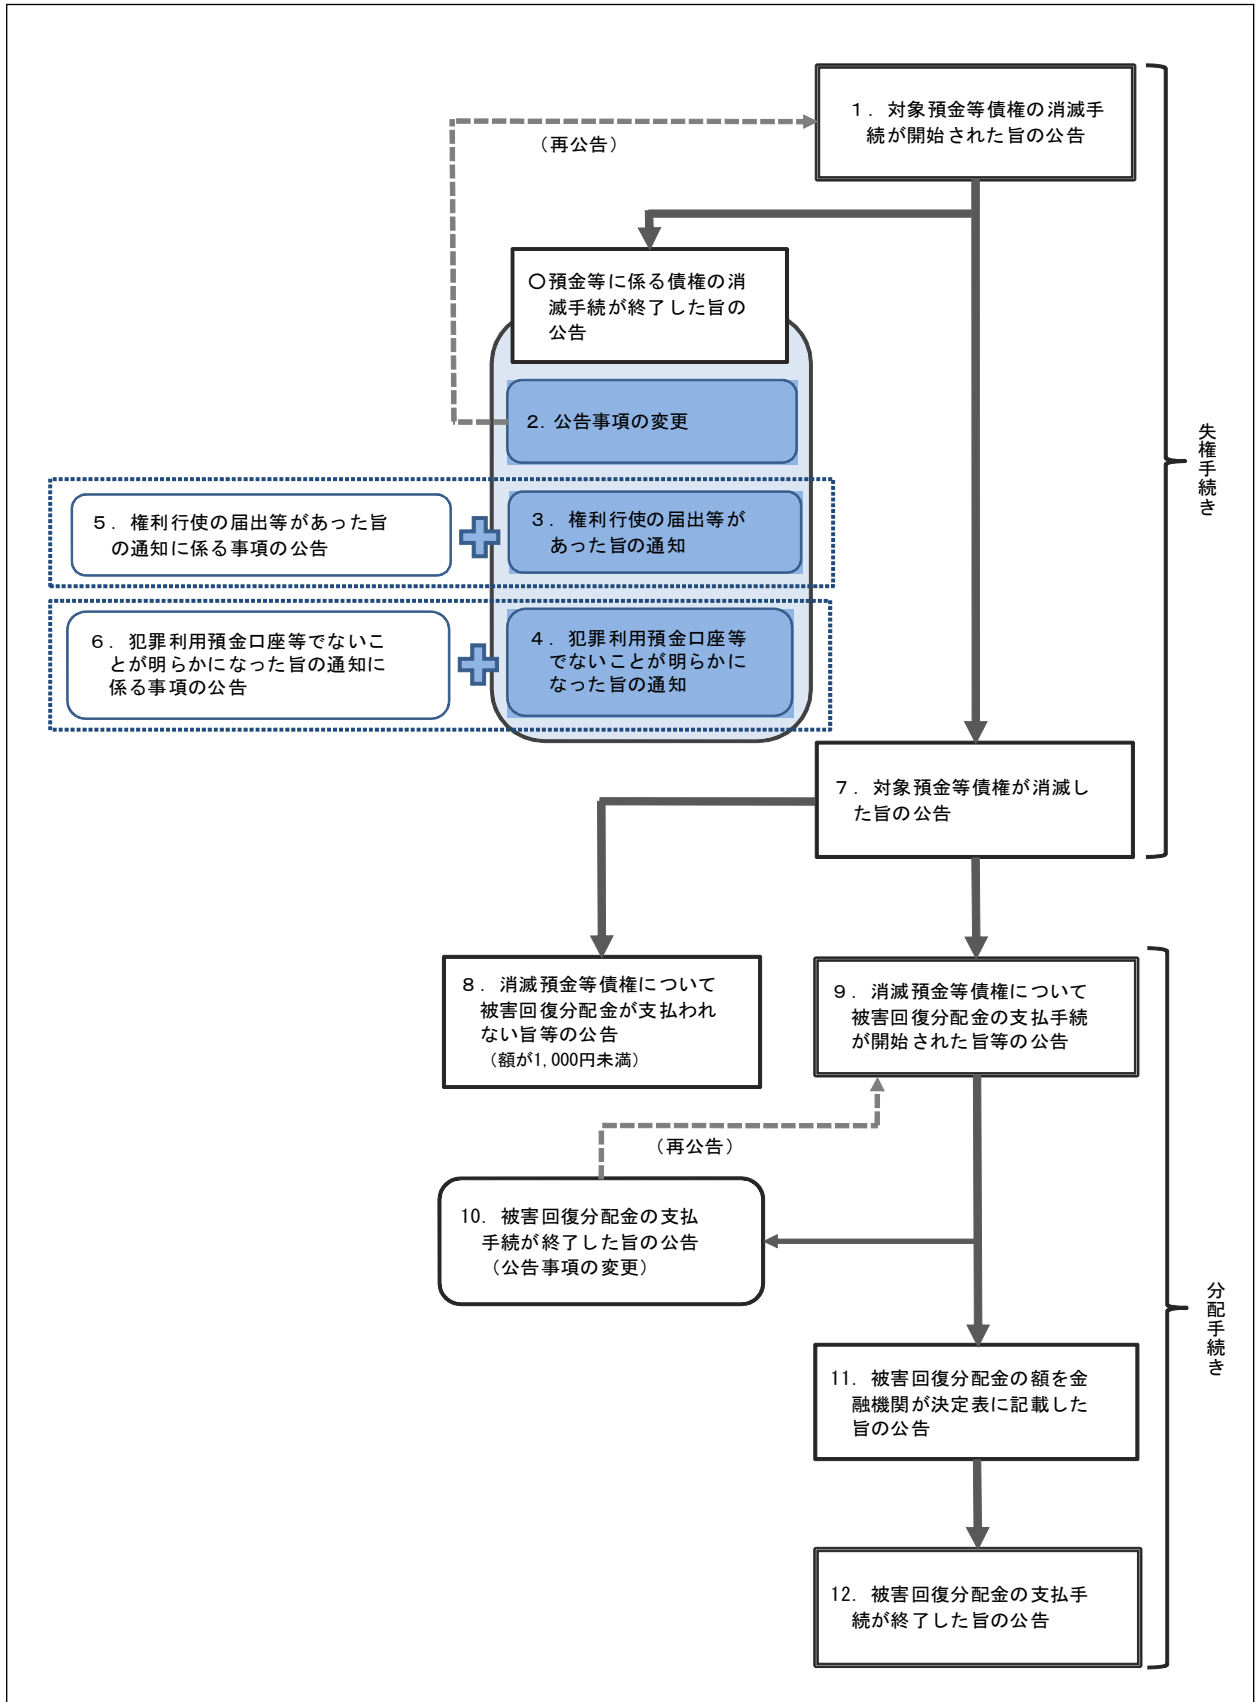 １．対象預金等債権の消滅手
続が開始された旨の公告
（再公告）
〇預金等に係る債権の消
滅手続が終了した旨の
公告
２．公告事項の変更
５．権利行使の届出等があった旨
の通知に係る事項の公告
３．権利行使の届出等が
あった旨の通知
６．犯罪利用預金口座等でないこ
とが明らかになった旨の通知に
係る事項の公告
４．犯罪利用預金口座等
でないことが明らかに
なった旨の通知
失権手続き
７．対象預金等債権が消滅し
た旨の公告
８．消滅預金等債権について
被害回復分配金が支払われ
ない旨等の公告
（額が1,000円未満）
９．消滅預金等債権について
被害回復分配金の支払手続
が開始された旨等の公告
（再公告）
10．被害回復分配金の支払
手続が終了した旨の公告
（公告事項の変更）
分配手続き
11．被害回復分配金の額を金
融機関が決定表に記載した
旨の公告
12．被害回復分配金の支払手
続が終了した旨の公告